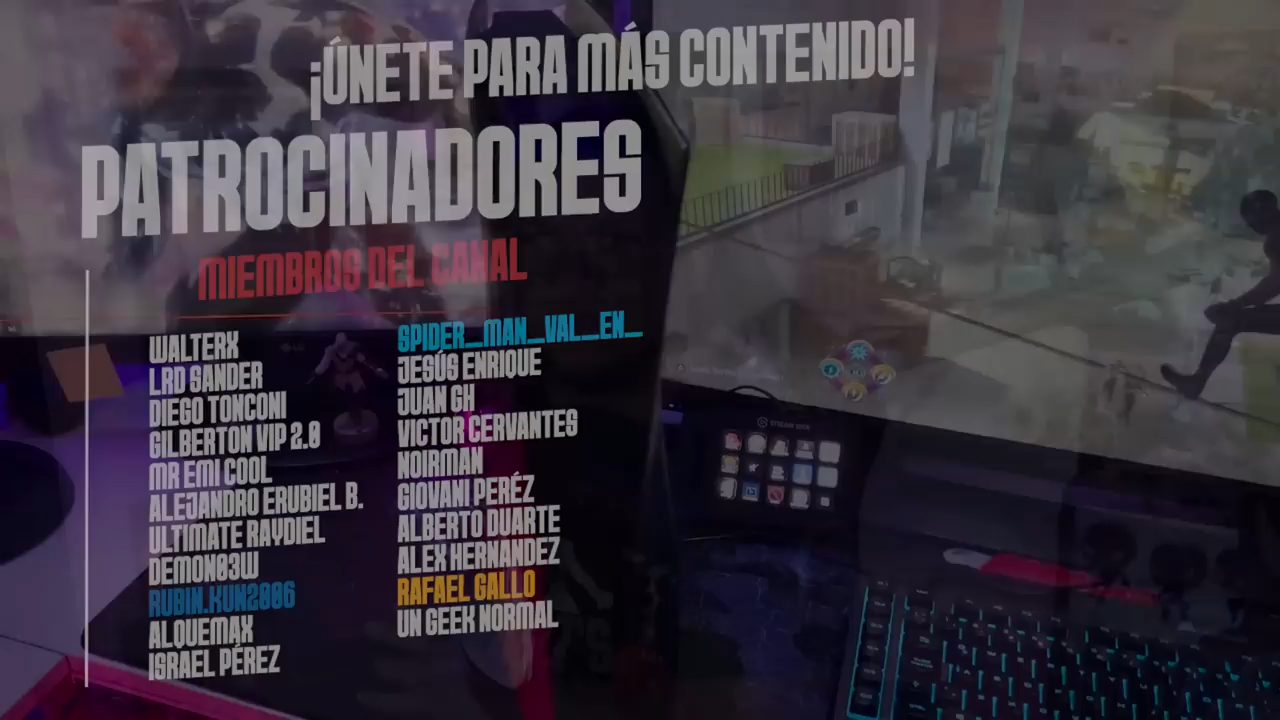 ¡ÚNETE PARA MÁS CONTENIDO!
PATROCINADORES
MIEMBROS DEL CANAL
WALTERX
LRD SANDER
DIEGO TONCONI
GILBERTON VIP 2.0
MR EMI COOL
ALEJANDRO ERUBIEL B.
ULTIMATE RAYDIEL
DEMON03W
RUBIN.KUN2006
ALQUEMAX
ISRAEL PÉREZ
SPIDER_MAN_VAL_EN_
JESÚS ENRIQUE
JUAN GH
VICTOR CERVANTES
NOIRMAN
GIOVANI PERÉZ
ALBERTO DUARTE
ALEX HERNANDEZ
RAFAEL GALLO
UN GEEK NORMAL
STREAM DECK